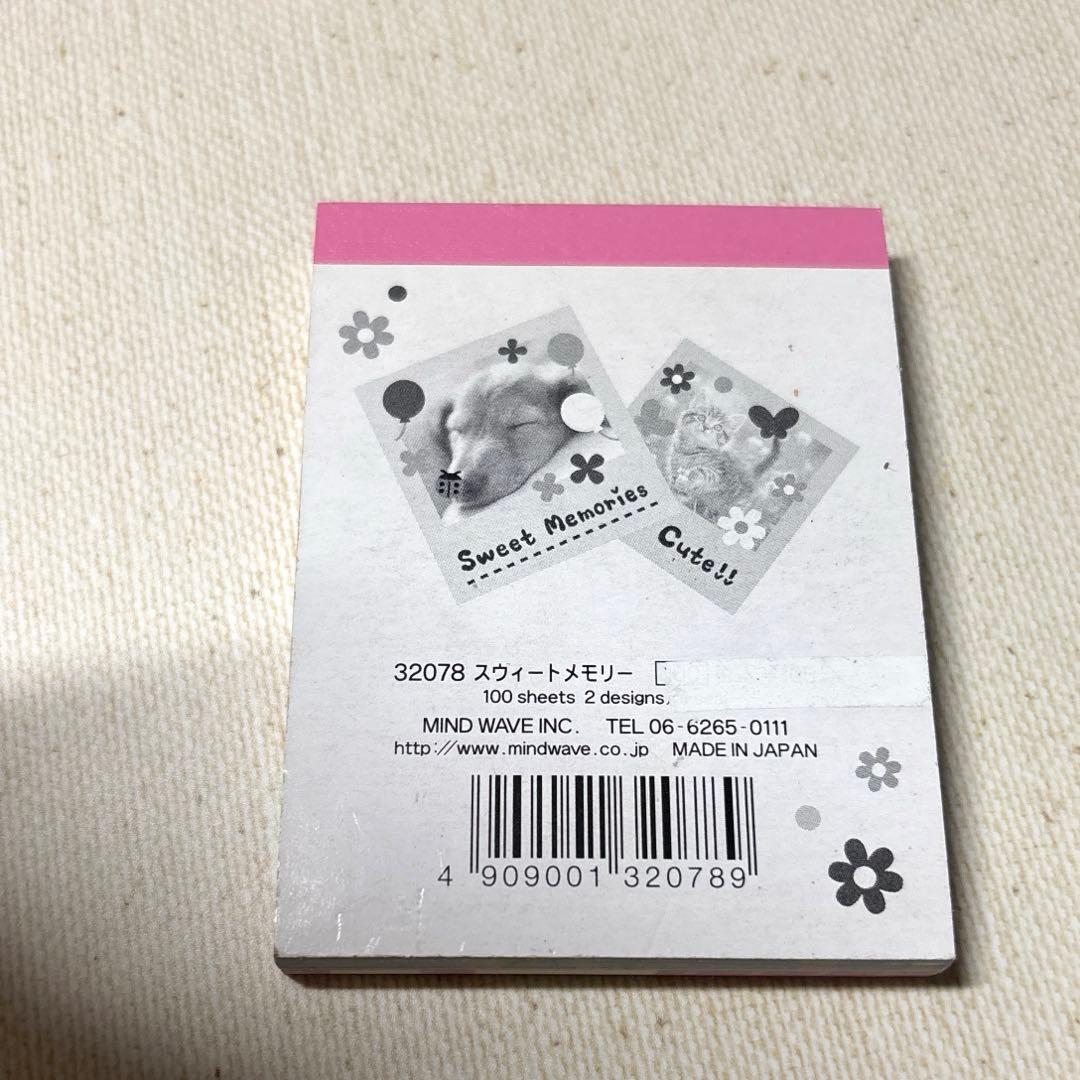 Sweet Memories
Cute!!
32078 スウィートメモリー
100 sheets 2 designs.
MIND WAVE INC. TEL 06-6265-0111
http://www.mindwave.co.jp MADE IN JAPAN
4 909001 320789